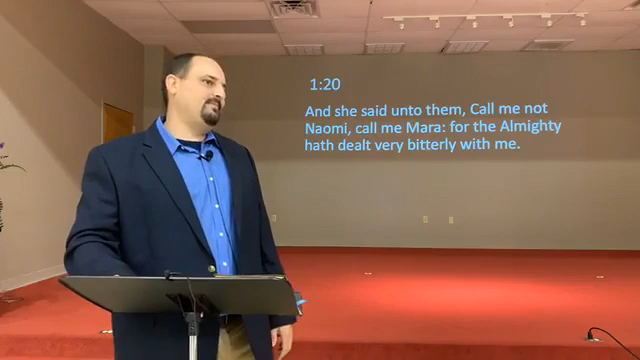 1:20
And she said unto them, Call me not
Naomi, call me Mara: for the Almighty
hath dealt very bitterly with me.